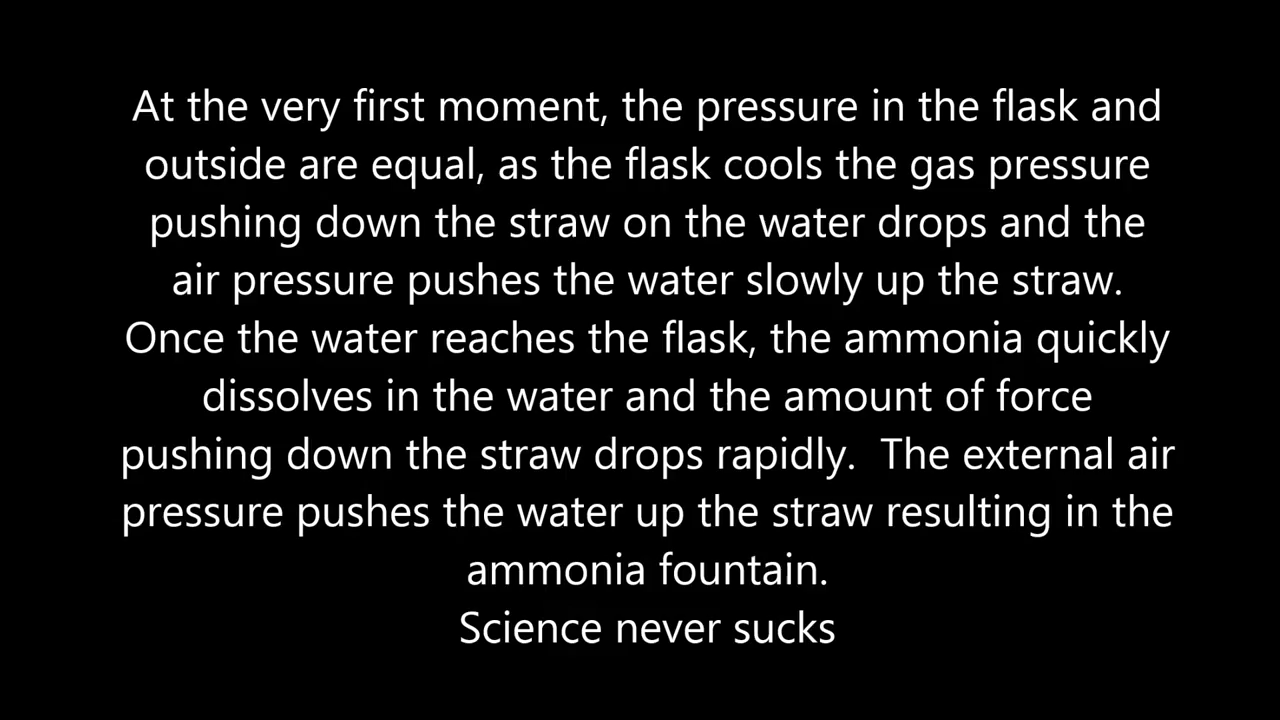 At the very first moment, the pressure in the flask and
outside are equal, as the flask cools the gas pressure
pushing down the straw on the water drops and the
air pressure pushes the water slowly up the straw.
Once the water reaches the flask, the ammonia quickly
dissolves in the water and the amount of force
pushing down the straw drops rapidly.  The external air
pressure pushes the water up the straw resulting in the
ammonia fountain.
Science never sucks